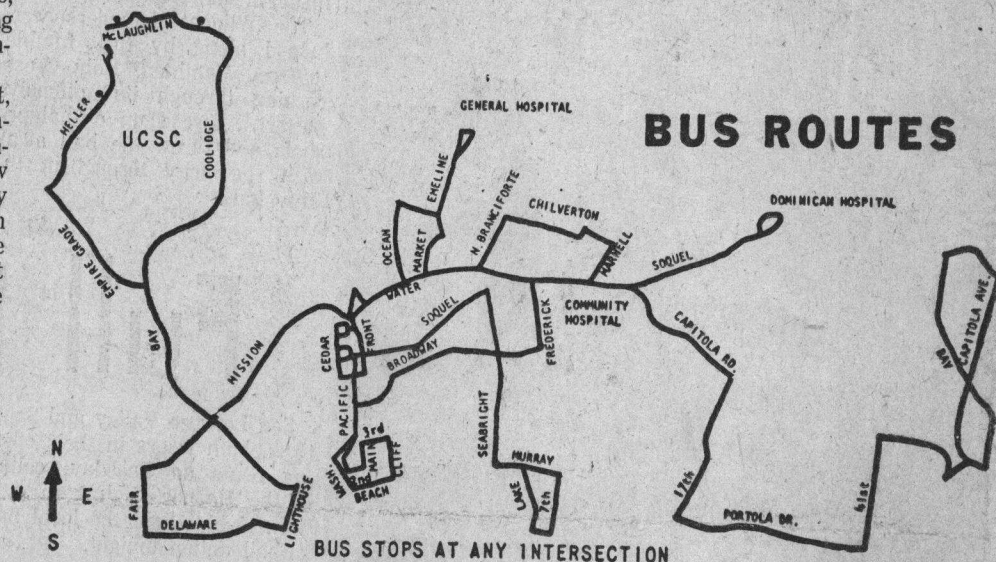 McLAUGHLIN
HELLER
UCSC
COOLIDGE
EMPIRE GRADE
BAY
MISSION
FAIR
DELAWARE
LIGHTHOUSE
GENERAL HOSPITAL
BUS ROUTES
EMELINE
OCEAN
MARKET
N. BRANCIFORTE
CHILVERTON
HARRELL
DOMINICAN HOSPITAL
SOQUEL
WATER
COMMUNITY
HOSPITAL
CEDAR
FRONT
SOQUEL
BROADWAY
FREDERICK
CAPITOLA RD.
BAY
CAPITOLA AVE.
PACIFIC
3rd
MAIN
CLIFF
2nd
WASH.
BEACH
SEABRIGHT
MURRAY
LAKE
7th
17th
PORTOLA DR.
41st
N
W
E
S
BUS STOPS AT ANY INTERSECTION